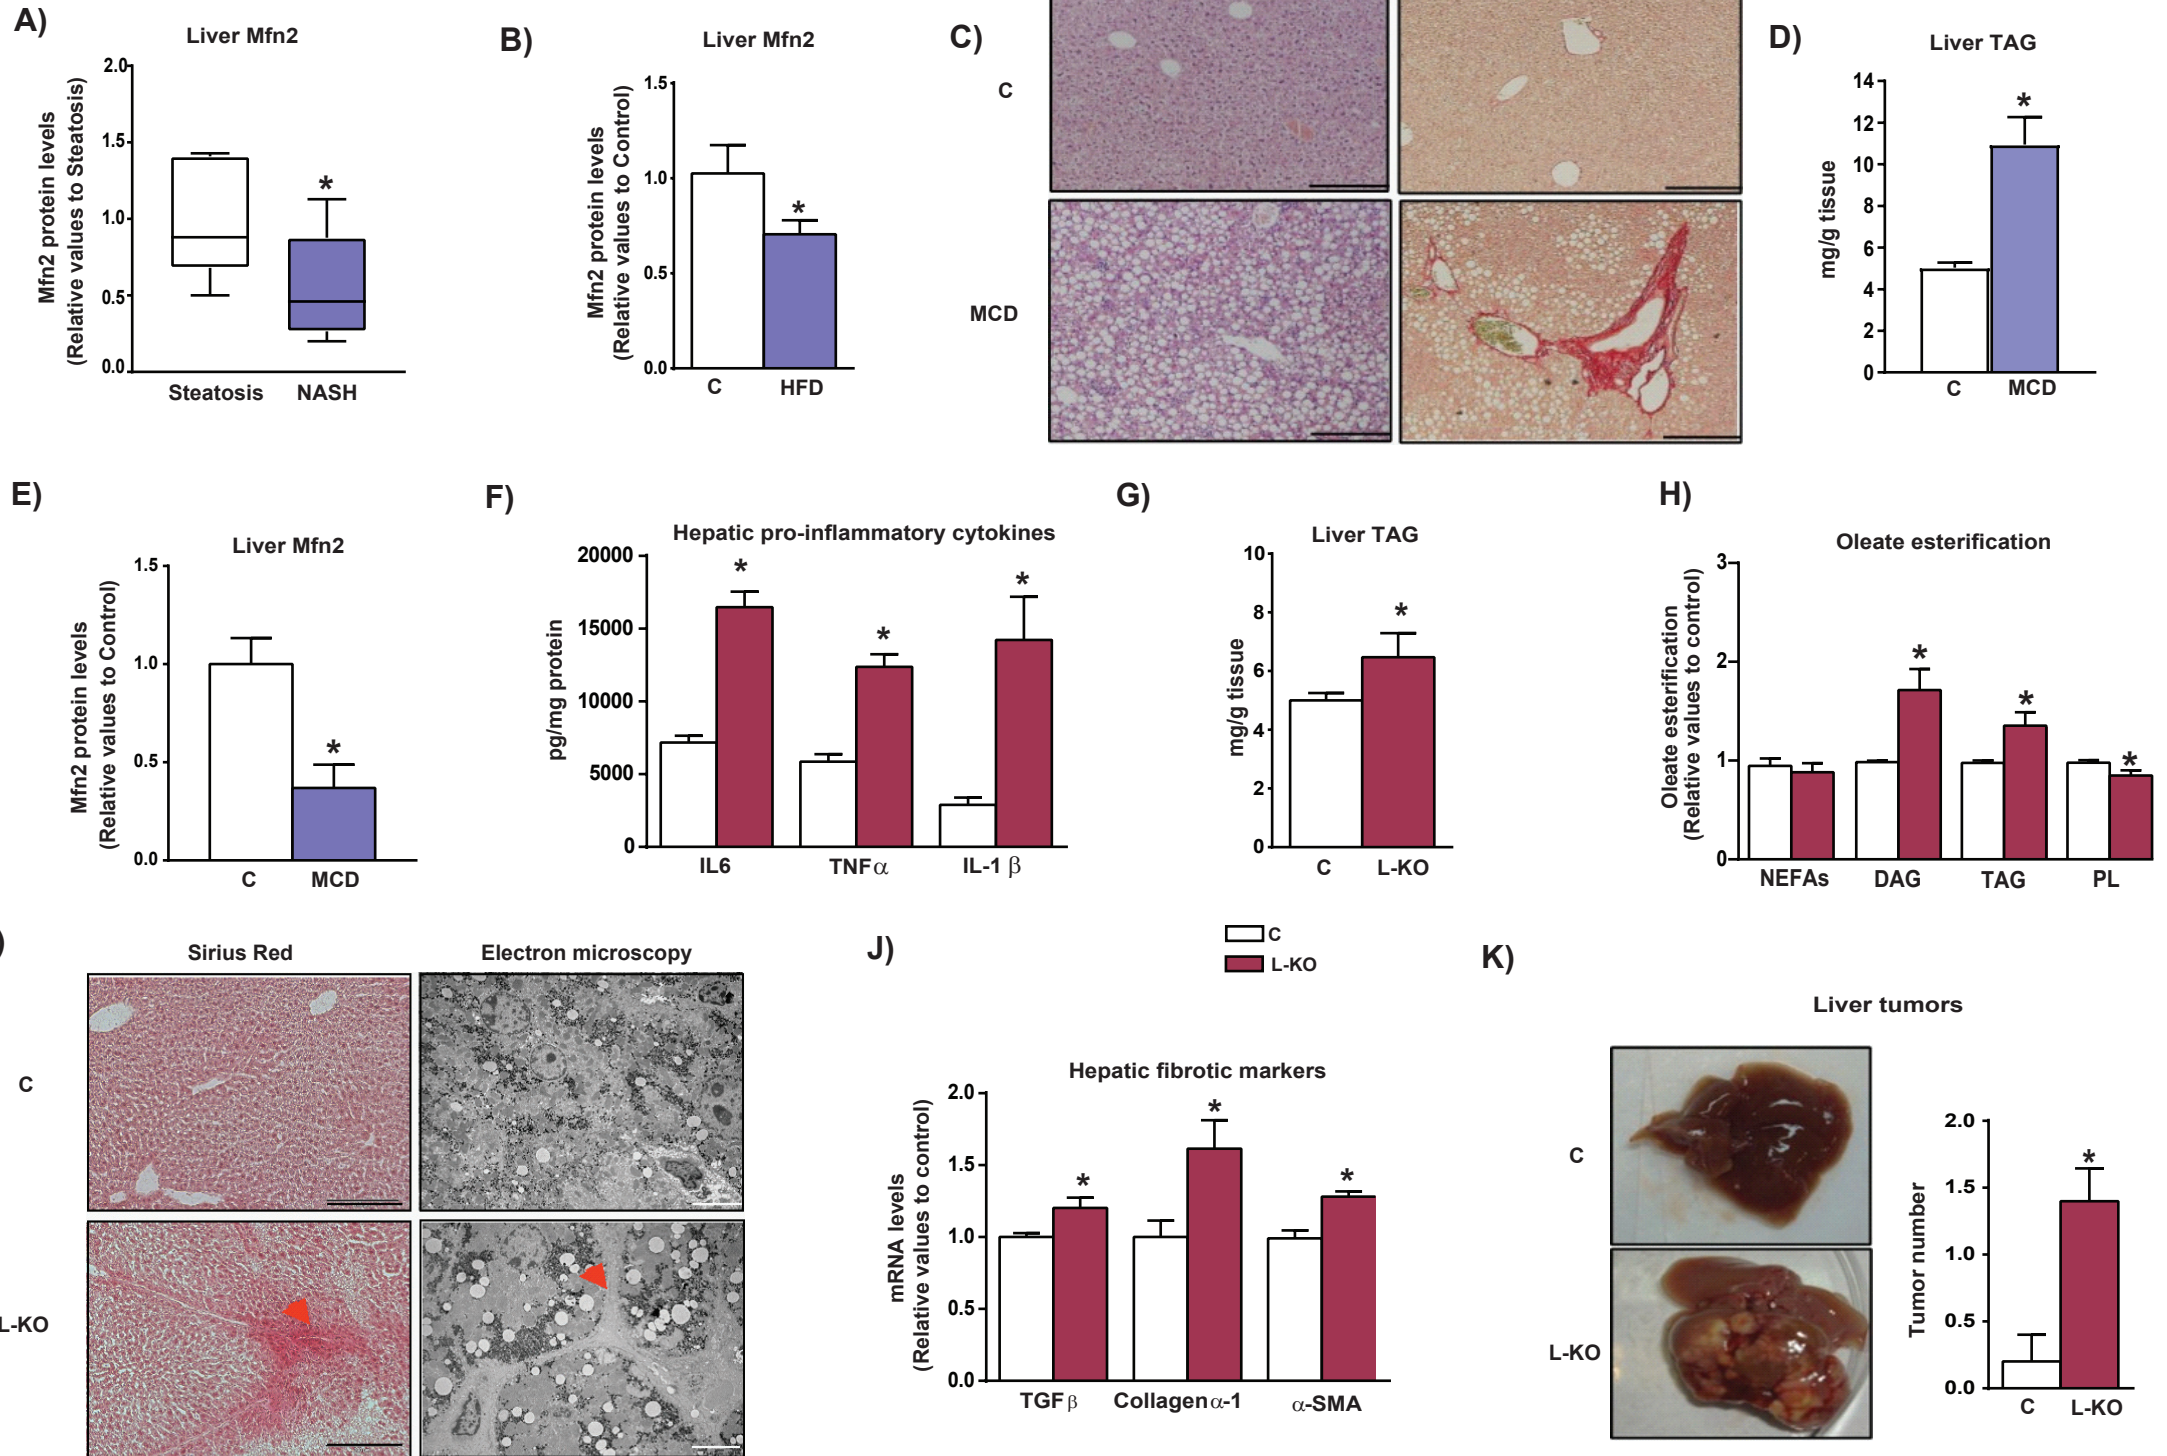 A)
Liver Mfn2
Mfn2 protein levels
(Relative values to Steatosis)
2.0
1.5
1.0
0.5
0.0
*
Steatosis NASH
B)
Liver Mfn2
Mfn2 protein levels
(Relative values to Control)
1.5
1.0
0.5
0.0
*
C HFD
C)
C
MCD
D)
Liver TAG
mg/g tissue
14
12
10
8
6
4
2
0
*
C MCD
E)
Liver Mfn2
Mfn2 protein levels
(Relative values to Control)
1.5
1.0
0.5
0.0
*
C MCD
F)
Hepatic pro-inflammatory cytokines
pg/mg protein
20000
15000
10000
5000
0
* * *
IL6 TNFα IL-1 β
G)
Liver TAG
mg/g tissue
10
8
6
4
2
0
*
C L-KO
H)
Oleate esterification
Oleate esterification
(Relative values to control)
3
2
1
0
* * *
NEFAs DAG TAG PL
C
L-KO
)
Sirius Red Electron microscopy
C
L-KO
J)
Hepatic fibrotic markers
mRNA levels
(Relative values to control)
2.0
1.5
1.0
0.5
0.0
* * *
TGFβ Collagenα-1 α-SMA
K)
Liver tumors
C
L-KO
Tumor number
2.0
1.5
1.0
0.5
0.0
*
C L-KO